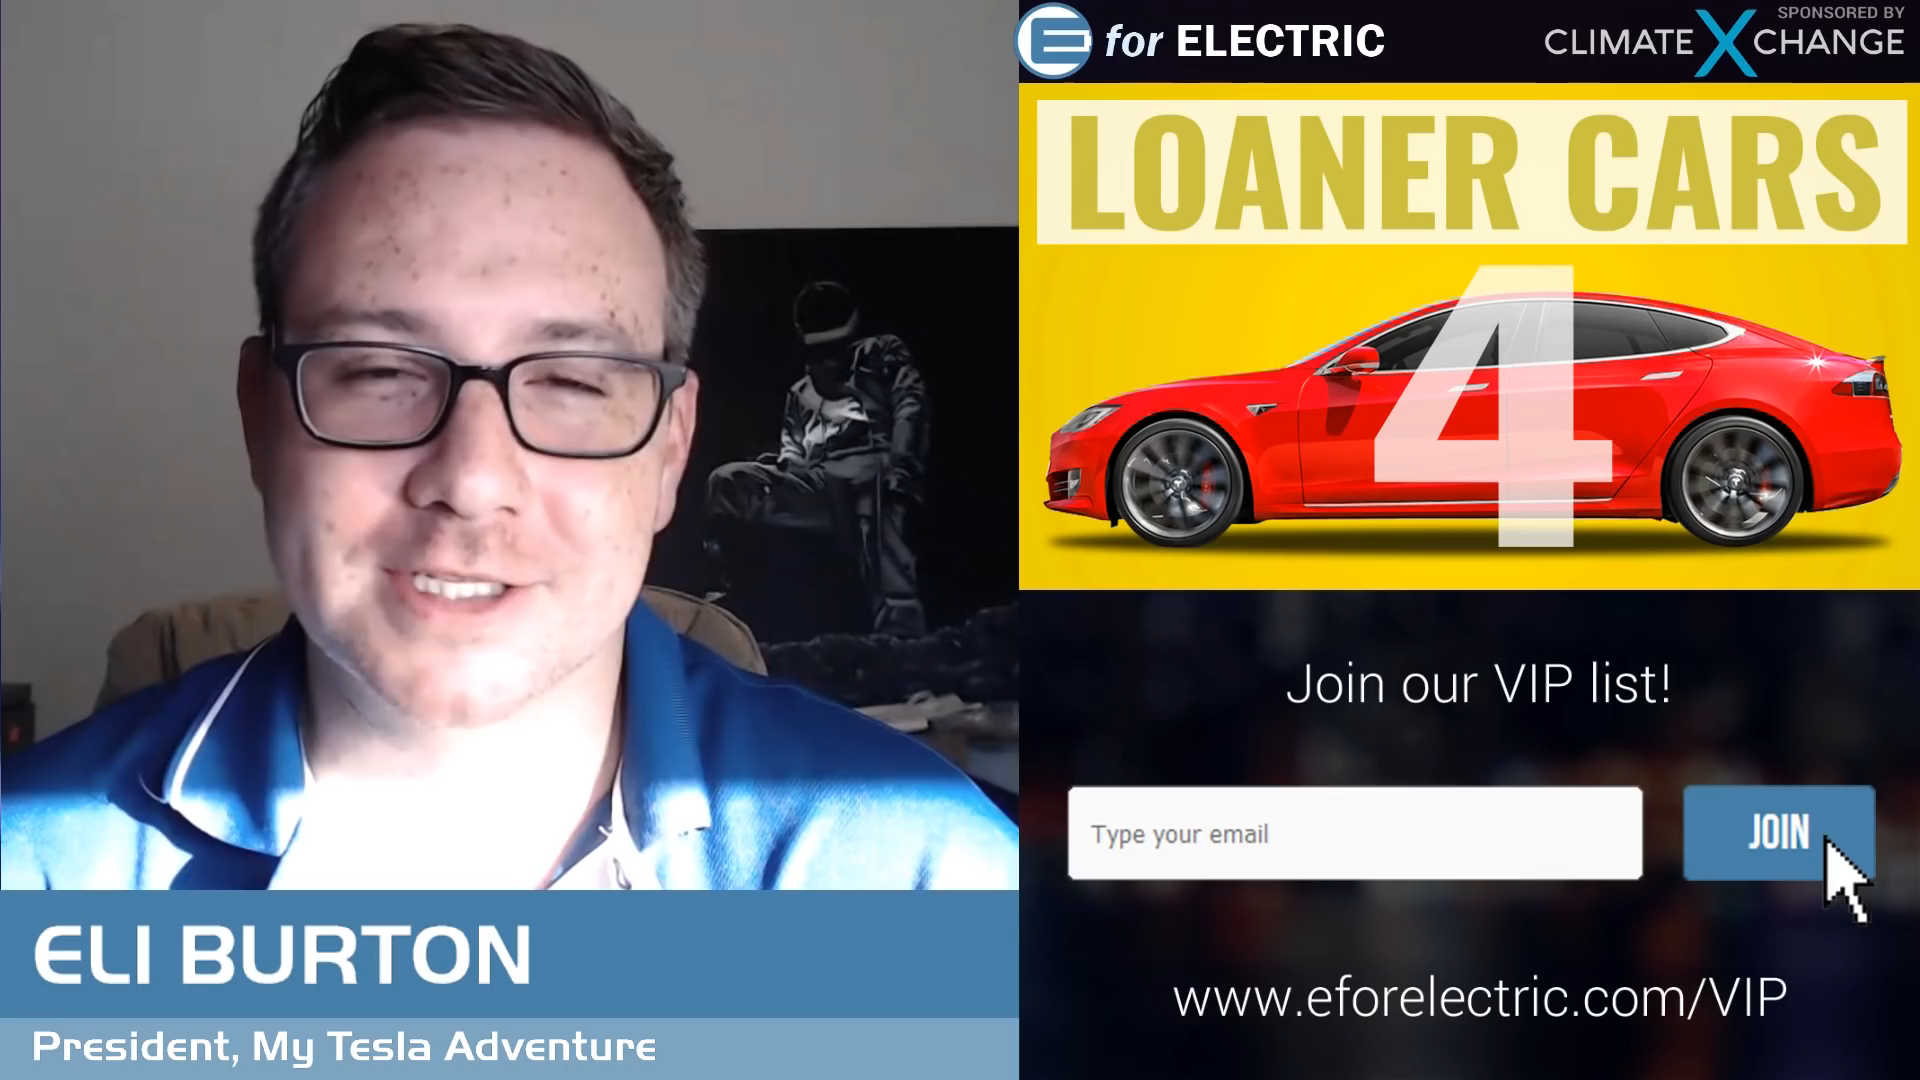 E for ELECTRIC
SPONSORED BY
CLIMATE XCHANGE
LOANER CARS
4
Join our VIP list!
Type your email
JOIN
www.eforelectric.com/VIP
ELI BURTON
President, My Tesla Adventure